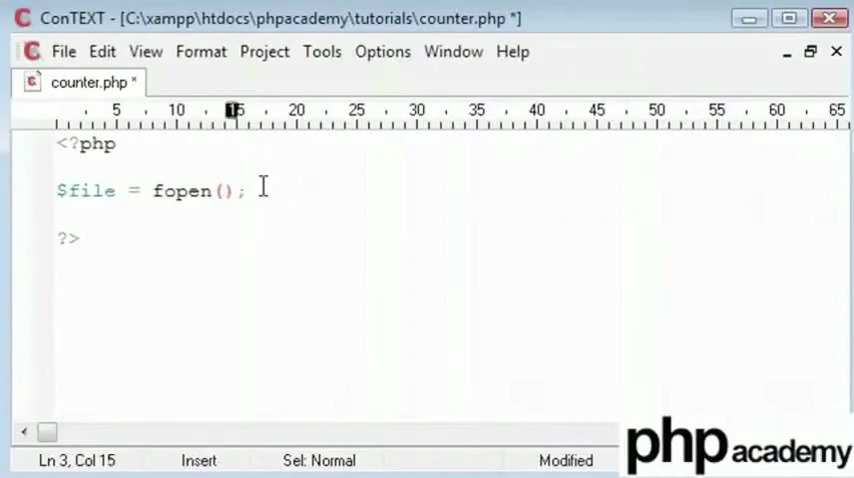 ConTEXT - [C:\xampp\htdocs\phpacademy\tutorials\counter.php *]
File Edit View Format Project Tools Options Window Help
counter.php *
5 10 15 20 25 30 35 40 45 50 55 60 65
<?php
$file = fopen();
?>
Ln 3, Col 15 Insert Sel: Normal Modified
php academy